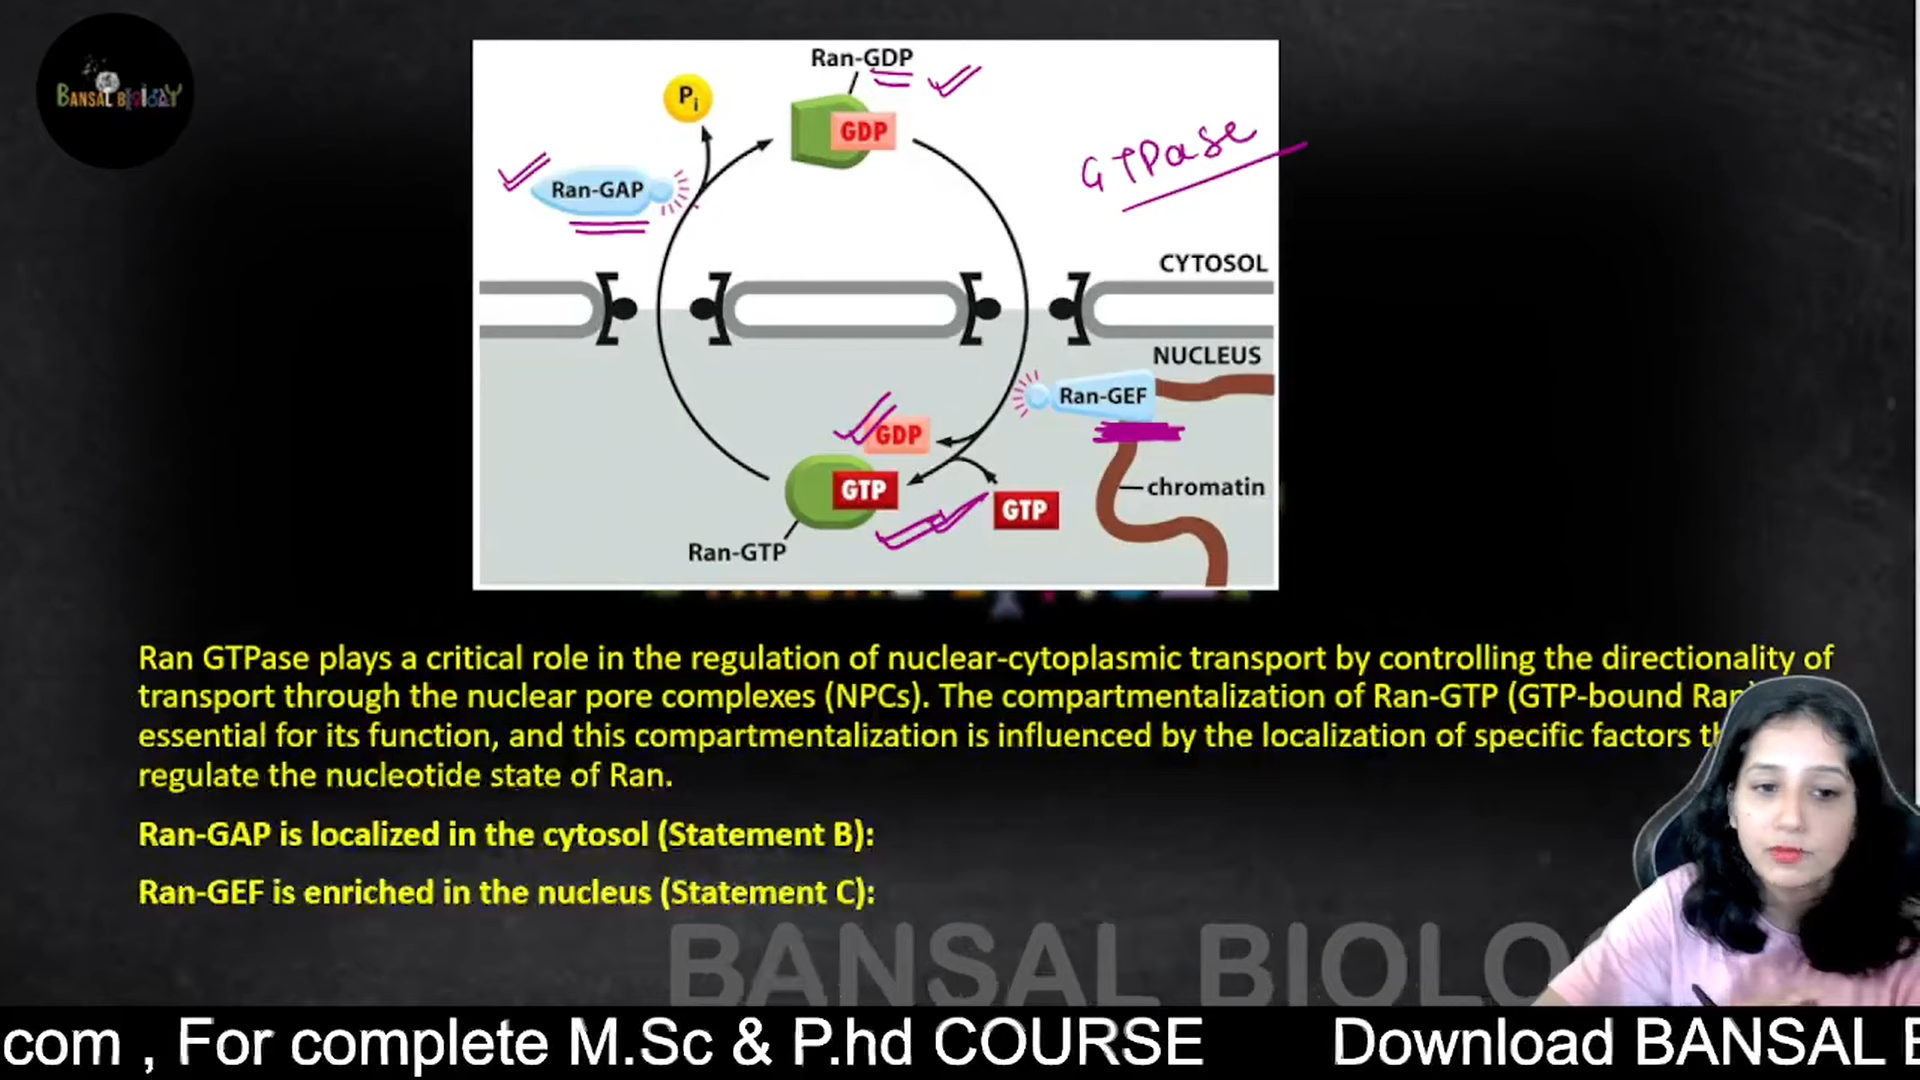 BANSAL BIOLOGY
Ran-GDP
Pi
GDP
GTPase
Ran-GAP
CYTOSOL
NUCLEUS
Ran-GEF
GDP
GTP
chromatin
GTP
Ran-GTP
Ran GTPase plays a critical role in the regulation of nuclear-cytoplasmic transport by controlling the directionality of
transport through the nuclear pore complexes (NPCs). The compartmentalization of Ran-GTP (GTP-bound Ran)
essential for its function, and this compartmentalization is influenced by the localization of specific factors
regulate the nucleotide state of Ran.
Ran-GAP is localized in the cytosol (Statement B):
Ran-GEF is enriched in the nucleus (Statement C):
BANSAL BIOLO
com , For complete M.Sc & P.hd COURSE Download BANSAL